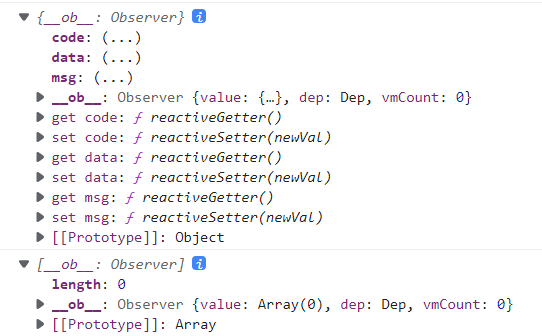 ▼ {__ob__: Observer} i
code: (...)
data: (...)
msg: (...)
▶ __ob__: Observer {value: {…}, dep: Dep, vmCount: 0}
▶ get code: ƒ reactiveGetter()
▶ set code: ƒ reactiveSetter(newVal)
▶ get data: ƒ reactiveGetter()
▶ set data: ƒ reactiveSetter(newVal)
▶ get msg: ƒ reactiveGetter()
▶ set msg: ƒ reactiveSetter(newVal)
▶ [[Prototype]]: Object
▼ [__ob__: Observer] i
length: 0
▶ __ob__: Observer {value: Array(0), dep: Dep, vmCount: 0}
▶ [[Prototype]]: Array